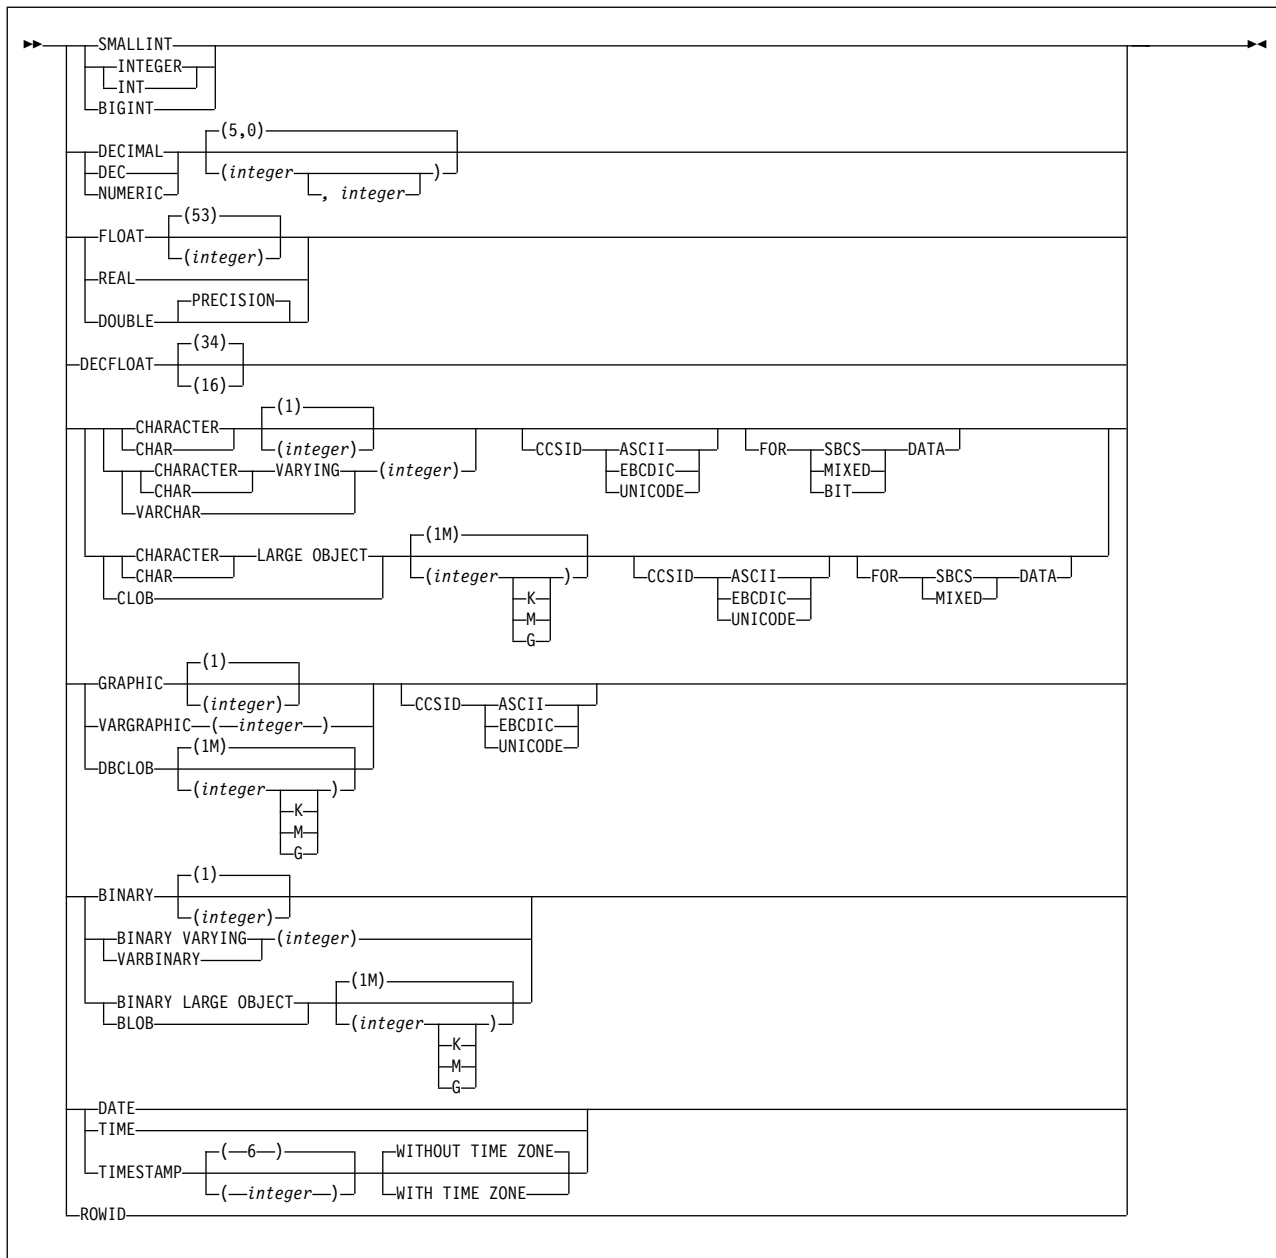 SMALLINT
INTEGER
INT
BIGINT
(5,0)
DECIMAL
DEC (integer )
NUMERIC , integer
(53)
FLOAT
(integer)
REAL
PRECISION
DOUBLE
(34)
DECFLOAT
(16)
(1)
CHARACTER
CHAR (integer) CCSID ASCII FOR SBCS DATA
CHARACTER VARYING (integer) EBCDIC MIXED
CHAR UNICODE BIT
VARCHAR
(1M)
CHARACTER LARGE OBJECT
CHAR (integer ) CCSID ASCII FOR SBCS DATA
CLOB K EBCDIC MIXED
M UNICODE
G
(1)
GRAPHIC
(integer) CCSID ASCII
VARGRAPHIC ( integer ) EBCDIC
(1M) UNICODE
DBCLOB
(integer )
K
M
G
(1)
BINARY
(integer)
BINARY VARYING (integer)
VARBINARY
(1M)
BINARY LARGE OBJECT
BLOB (integer )
K
M
G
DATE
TIME
( 6 ) WITHOUT TIME ZONE
TIMESTAMP
( integer ) WITH TIME ZONE
ROWID